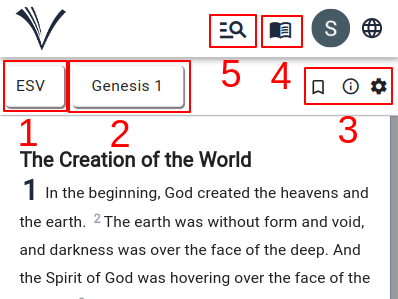 S
5
4
ESV
Genesis 1
1
2
3
The Creation of the World
1 In the beginning, God created the heavens and
the earth. 2 The earth was without form and void,
and darkness was over the face of the deep. And
the Spirit of God was hovering over the face of the